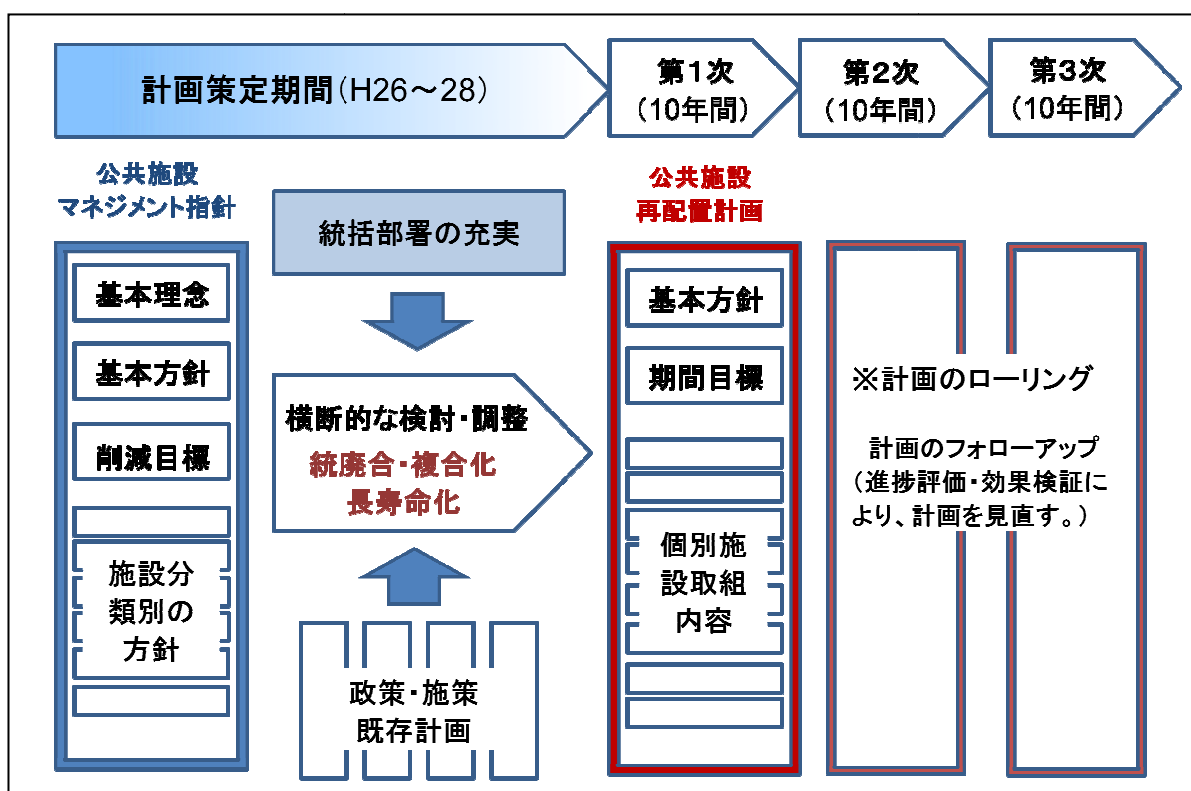 計画策定期間(H26～28)
第1次
(10年間)
第2次
(10年間)
第3次
(10年間)
公共施設
マネジメント指針
基本理念
基本方針
削減目標
施設分
類別の
方針
統括部署の充実
横断的な検討・調整
統廃合・複合化
長寿命化
政策・施策
既存計画
公共施設
再配置計画
基本方針
期間目標
個別施
設取組
内容
※計画のローリング
計画のフォローアップ
(進捗評価・効果検証に
より、計画を見直す。)